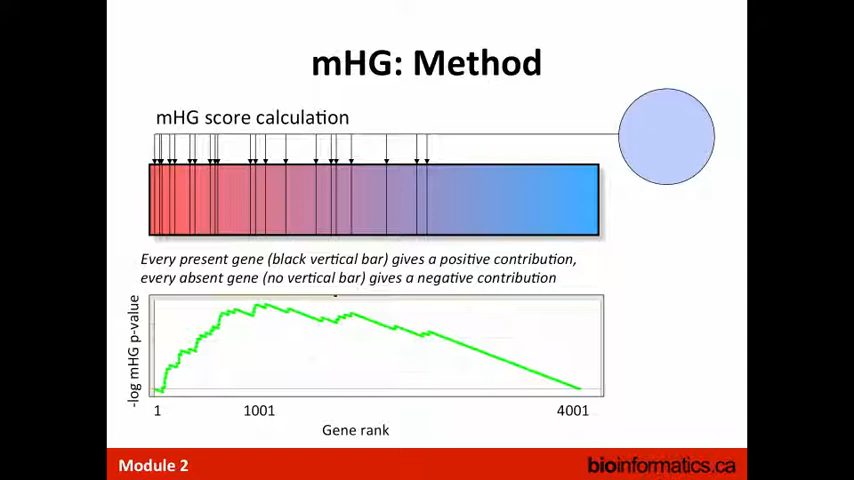 mHG: Method
mHG score calculation
Every present gene (black vertical bar) gives a positive contribution,
every absent gene (no vertical bar) gives a negative contribution
-log mHG p-value
1 1001 4001
Gene rank
Module 2
bioinformatics.ca